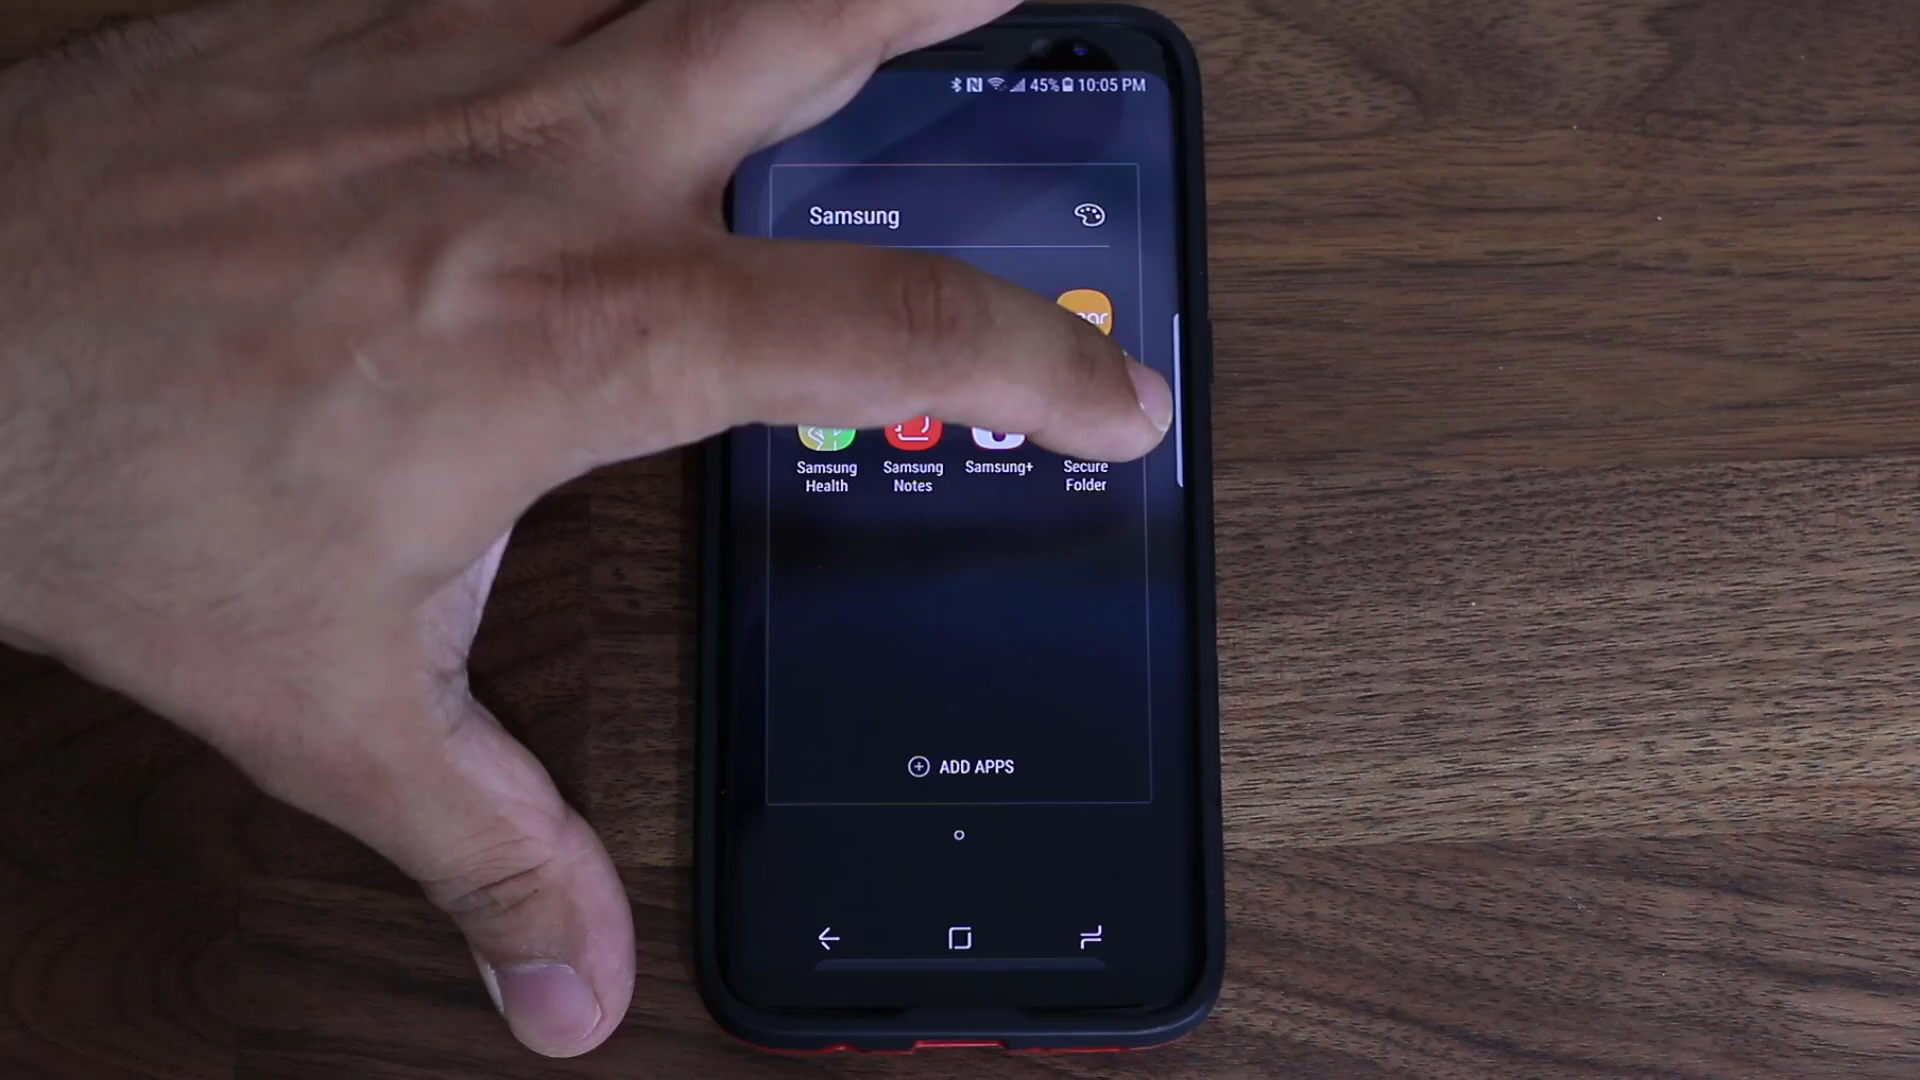 45% 10:05 PM
Samsung
Samsung Health
Samsung Notes
Samsung+
Secure Folder
ADD APPS